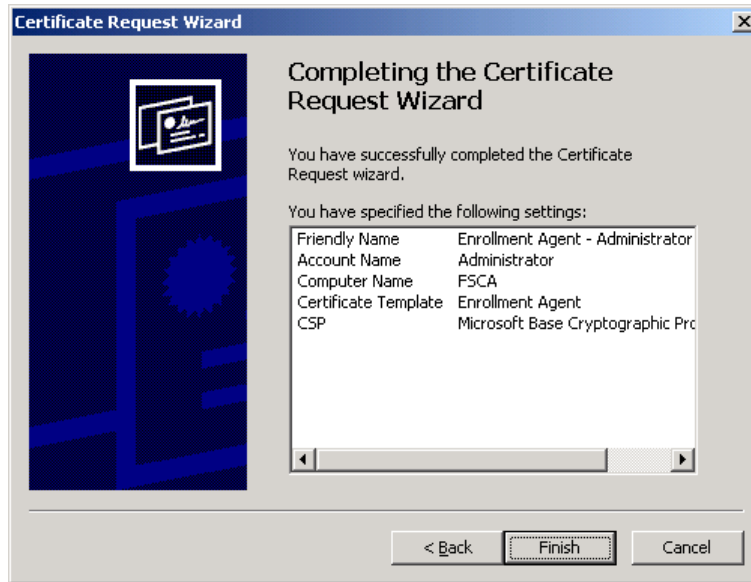 Certificate Request Wizard
Completing the Certificate
Request Wizard
You have successfully completed the Certificate
Request wizard.
You have specified the following settings:
Friendly Name Enrollment Agent - Administrator
Account Name Administrator
Computer Name FSCA
Certificate Template Enrollment Agent
CSP Microsoft Base Cryptographic Pro
< Back Finish Cancel